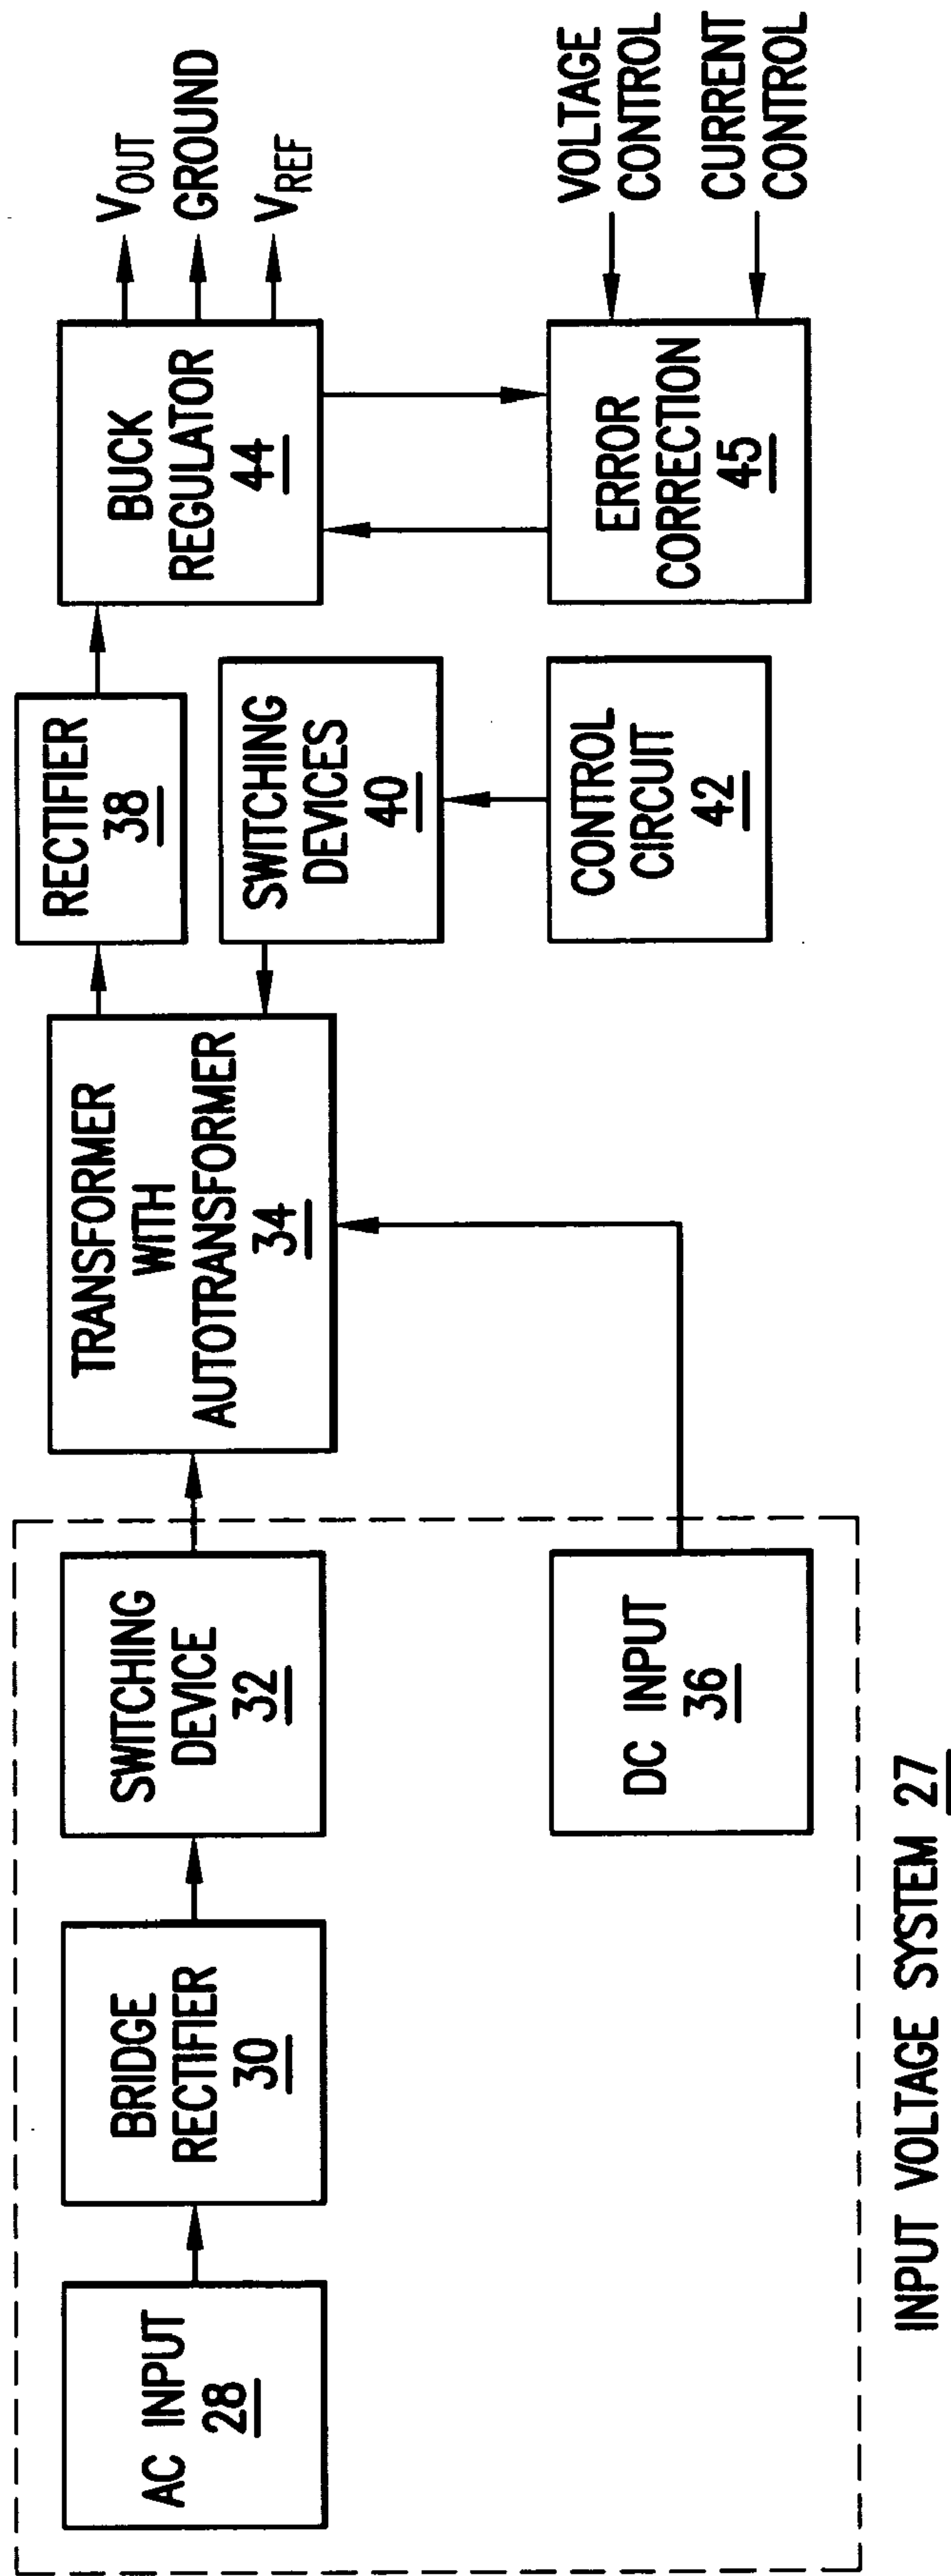 AC INPUT
28
BRIDGE
RECTIFIER
30
SWITCHING
DEVICE
32
DC INPUT
36
INPUT VOLTAGE SYSTEM 27
TRANSFORMER
WITH
AUTOTRANSFORMER
34
RECTIFIER
38
SWITCHING
DEVICES
40
CONTROL
CIRCUIT
42
BUCK
REGULATOR
44
ERROR
CORRECTION
45
VOUT
GROUND
VREF
VOLTAGE
CONTROL
CURRENT
CONTROL